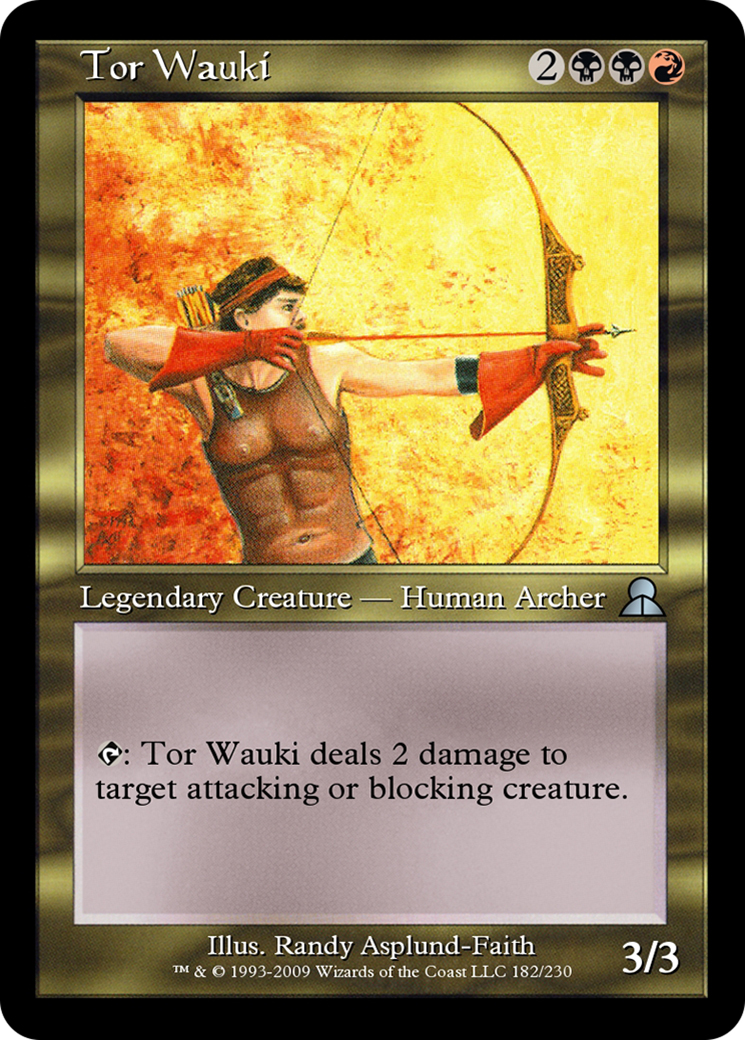 Tor Wauki 2
Legendary Creature — Human Archer
: Tor Wauki deals 2 damage to
target attacking or blocking creature.
Illus. Randy Asplund-Faith
™ & © 1993-2009 Wizards of the Coast LLC 182/230
3/3